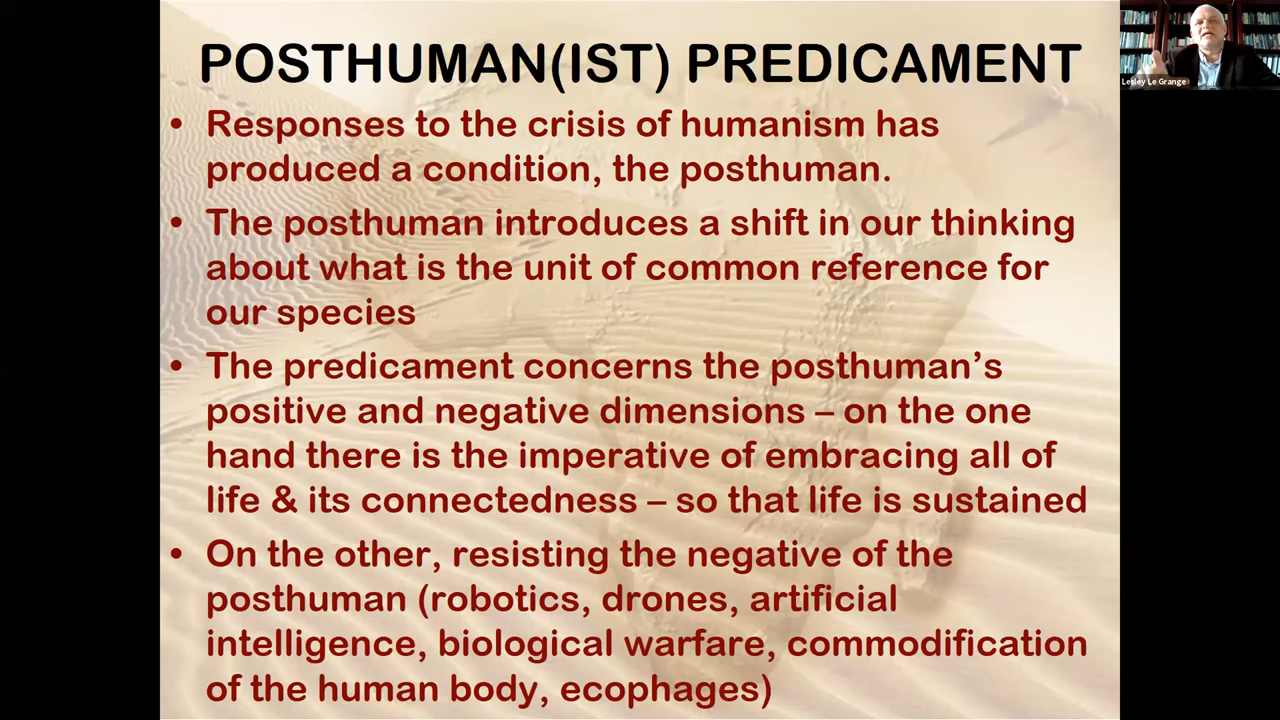 POSTHUMAN(IST) PREDICAMENT
Lesley Le Grange
• Responses to the crisis of humanism has
produced a condition, the posthuman.
• The posthuman introduces a shift in our thinking
about what is the unit of common reference for
our species
• The predicament concerns the posthuman’s
positive and negative dimensions – on the one
hand there is the imperative of embracing all of
life & its connectedness – so that life is sustained
• On the other, resisting the negative of the
posthuman (robotics, drones, artificial
intelligence, biological warfare, commodification
of the human body, ecophages)